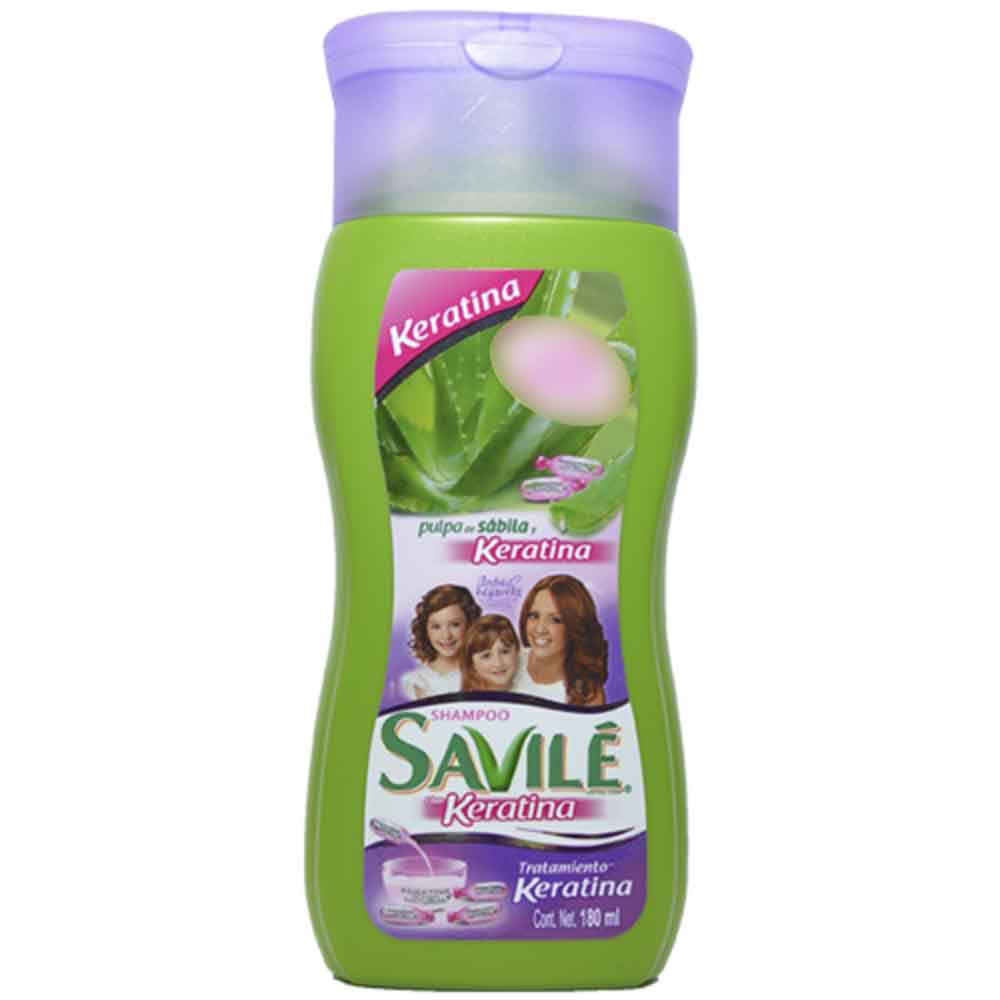 Keratina
pulpa de sábila y
Keratina
SHAMPOO
SAVILÉ®
Keratina
Tratamiento
Keratina
Cont. Net. 180 ml